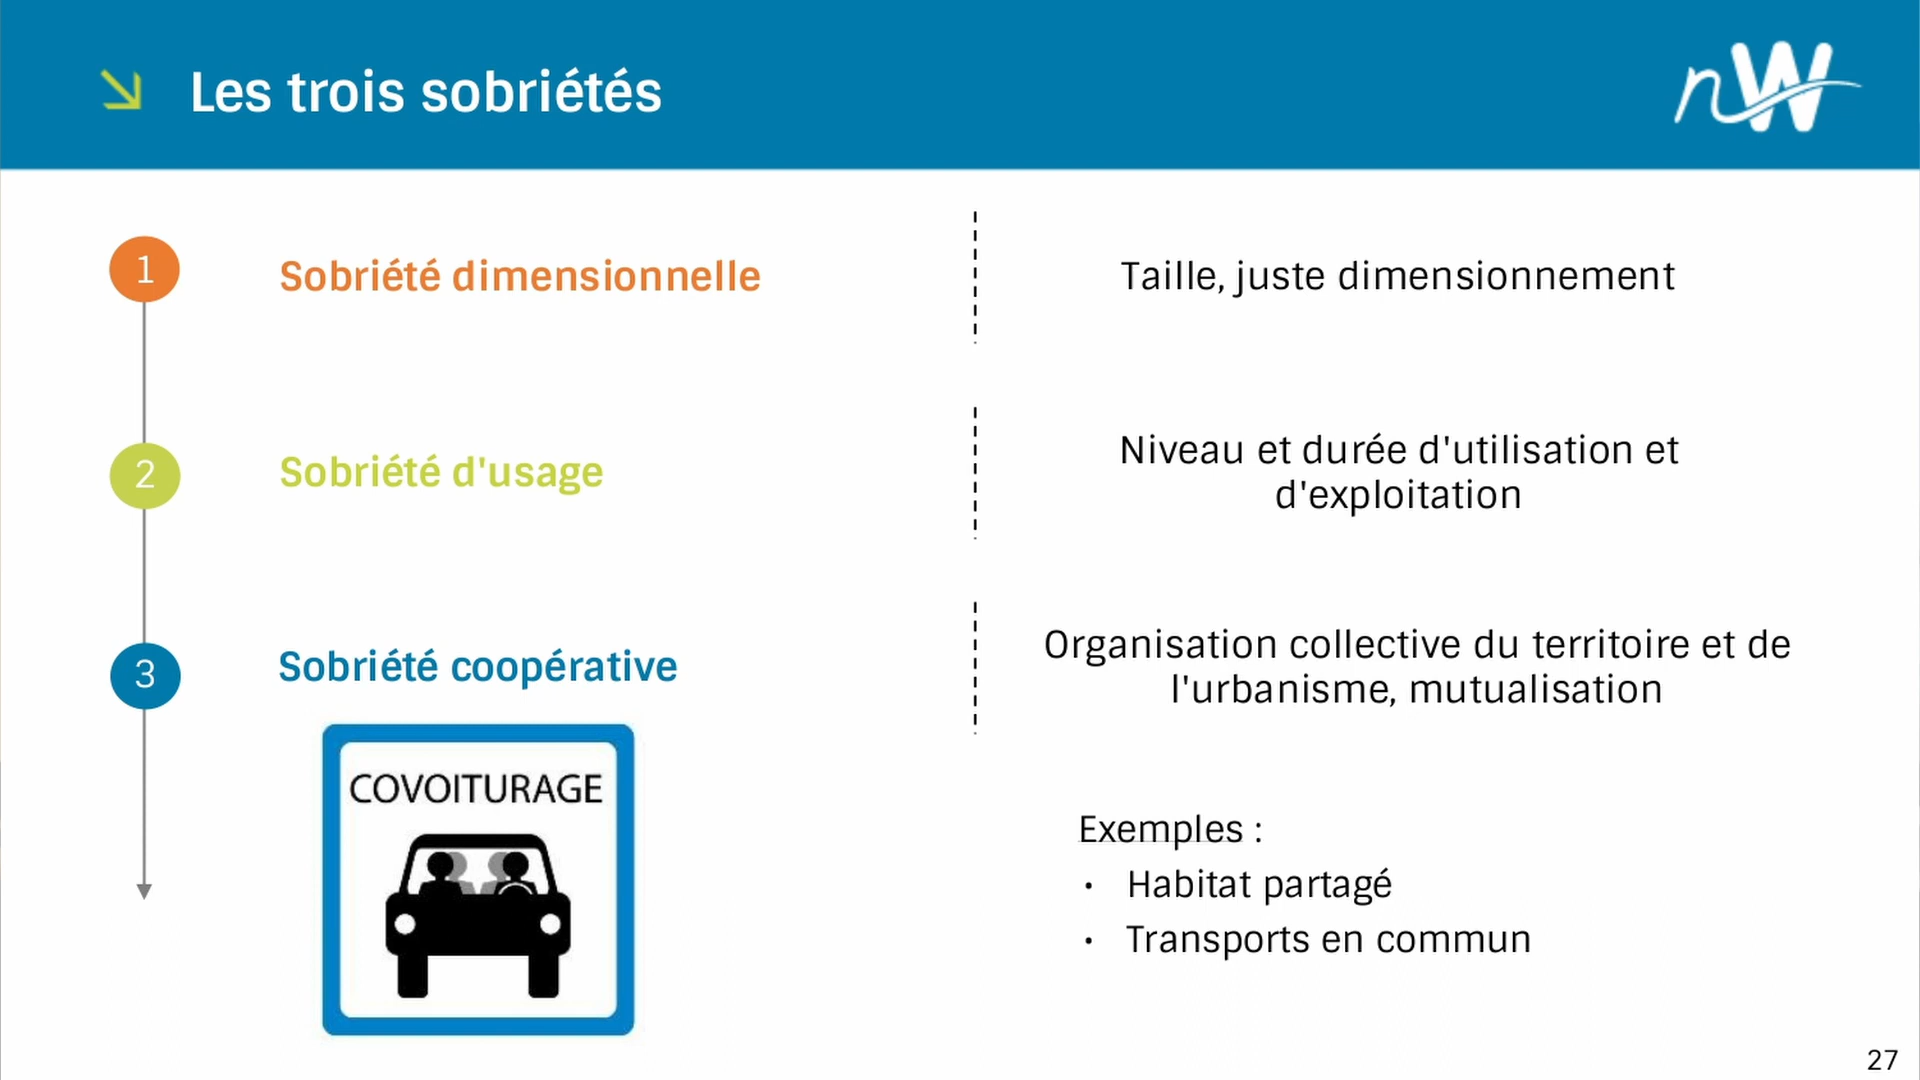 Les trois sobriétés
nW
1
Sobriété dimensionnelle
Taille, juste dimensionnement
2
Sobriété d'usage
Niveau et durée d'utilisation et
d'exploitation
3
Sobriété coopérative
Organisation collective du territoire et de
l'urbanisme, mutualisation
COVOITURAGE
Exemples :
• Habitat partagé
• Transports en commun
27